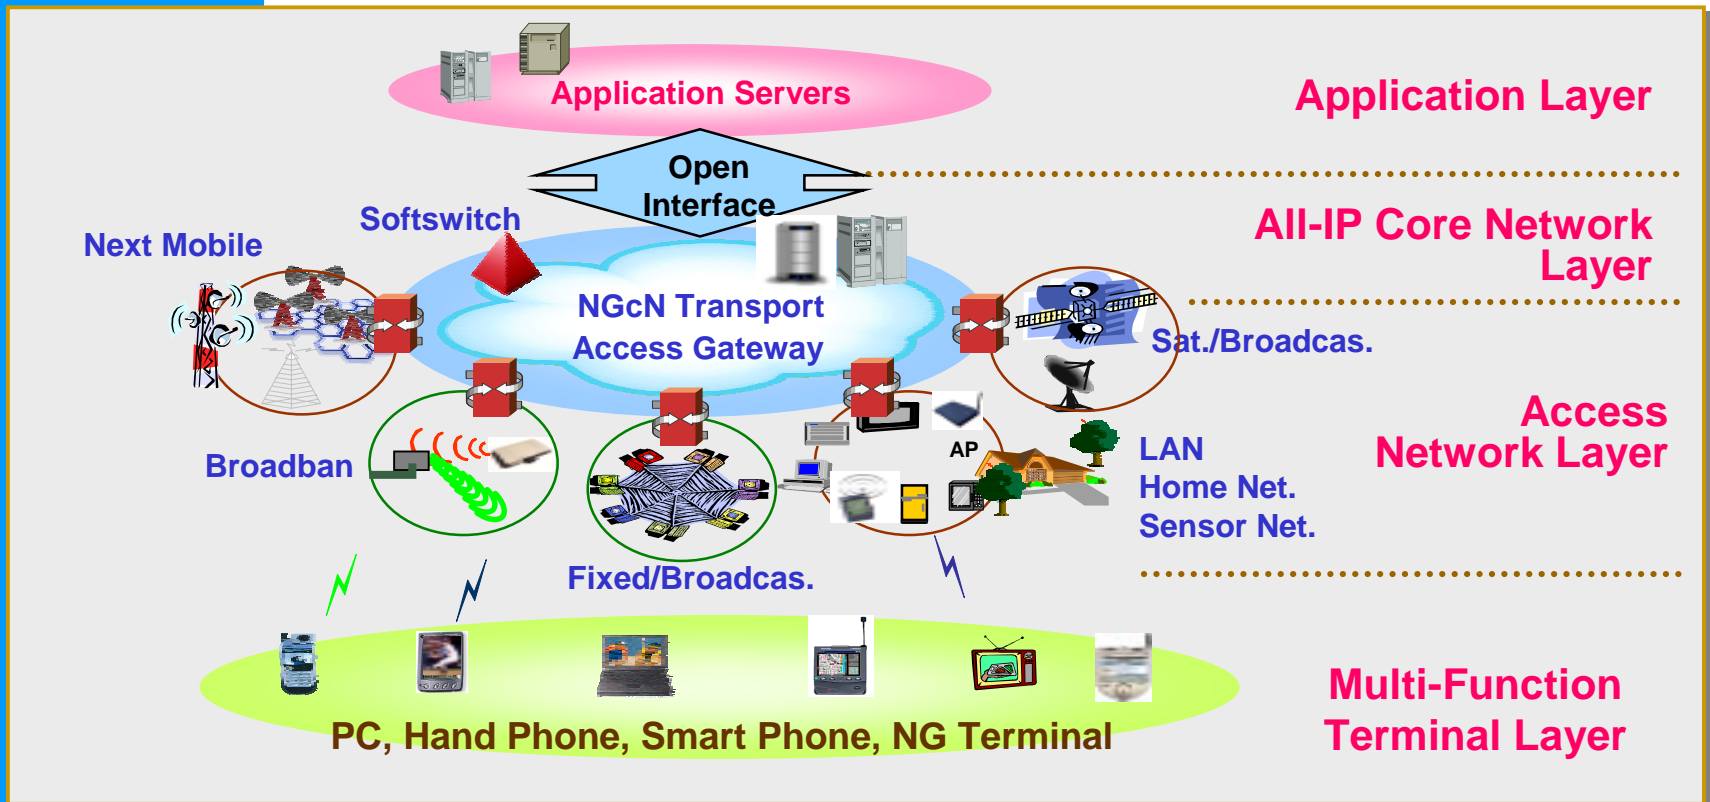 Application Servers
Application Layer
Open
Interface
Softswitch
Next Mobile
All-IP Core Network
Layer
NGcN Transport
Access Gateway
Sat./Broadcas.
Access
Network Layer
Broadban
AP
LAN
Home Net.
Sensor Net.
Fixed/Broadcas.
Multi-Function
Terminal Layer
PC, Hand Phone, Smart Phone, NG Terminal